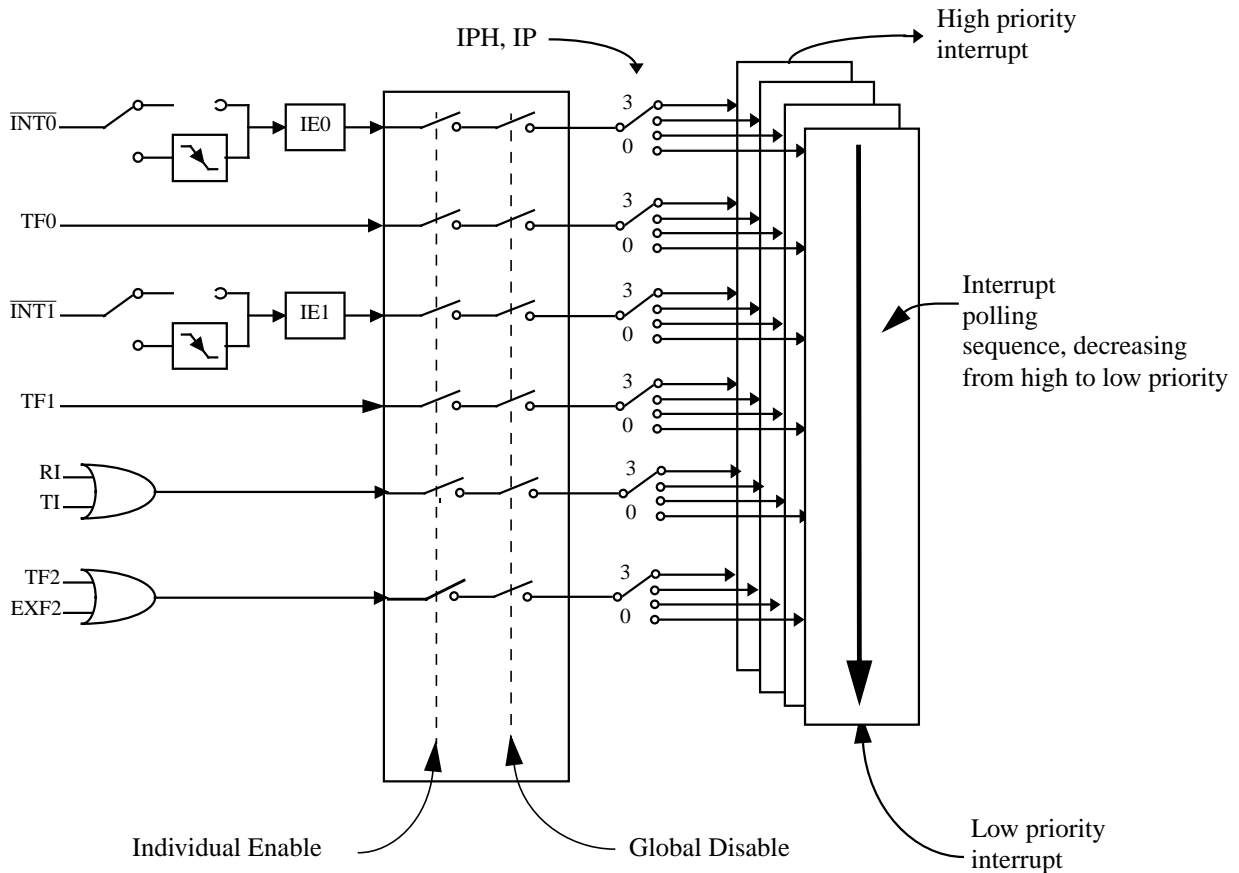 High priority
interrupt
IPH, IP
INT0
IE0
3
0
TF0
3
0
INT1
IE1
3
0
Interrupt
polling
sequence, decreasing
from high to low priority
TF1
3
0
RI
TI
3
0
TF2
EXF2
3
0
Individual Enable
Global Disable
Low priority
interrupt